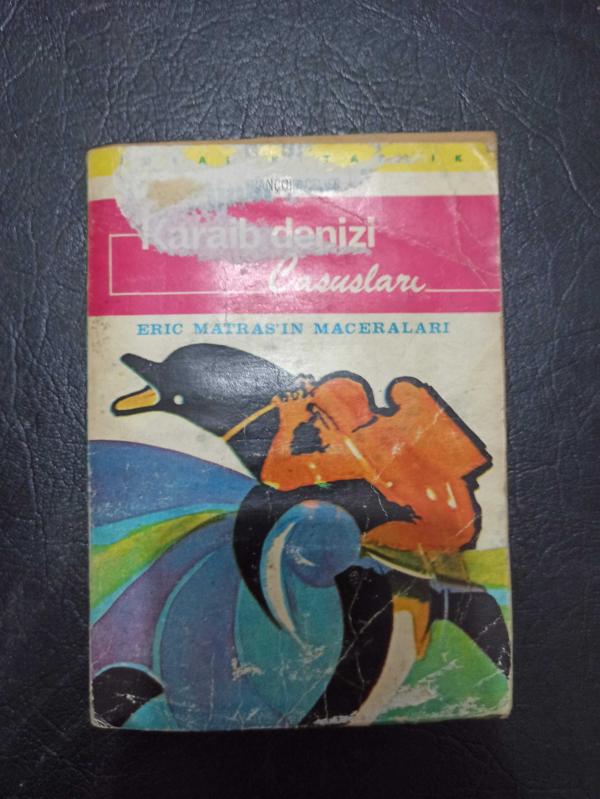 Karaib denizi
Casusları
ERIC MATRAS'IN MACERALARI